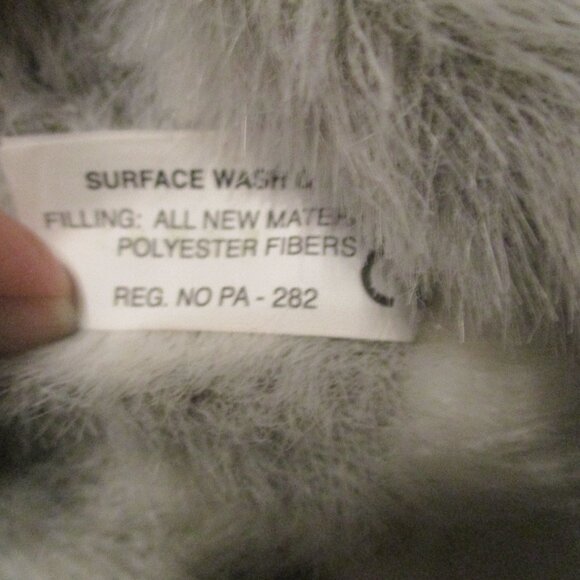 SURFACE WASH
FILLING: ALL NEW
POLYESTER FIBERS
REG. NO PA - 282